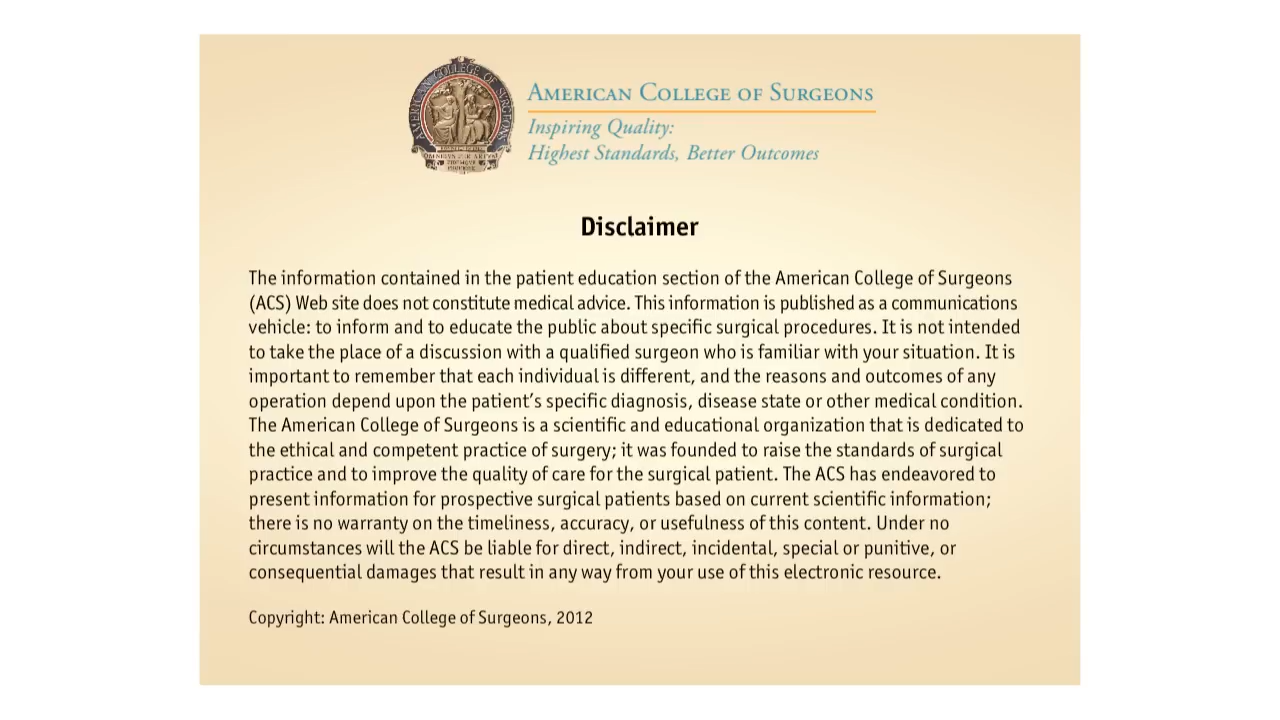 AMERICAN COLLEGE OF SURGEONS
AMERICAN COLLEGE OF SURGEONS
Inspiring Quality:
Highest Standards, Better Outcomes
Disclaimer
The information contained in the patient education section of the American College of Surgeons
(ACS) Web site does not constitute medical advice. This information is published as a communications
vehicle: to inform and to educate the public about specific surgical procedures. It is not intended
to take the place of a discussion with a qualified surgeon who is familiar with your situation. It is
important to remember that each individual is different, and the reasons and outcomes of any
operation depend upon the patient’s specific diagnosis, disease state or other medical condition.
The American College of Surgeons is a scientific and educational organization that is dedicated to
the ethical and competent practice of surgery; it was founded to raise the standards of surgical
practice and to improve the quality of care for the surgical patient. The ACS has endeavored to
present information for prospective surgical patients based on current scientific information;
there is no warranty on the timeliness, accuracy, or usefulness of this content. Under no
circumstances will the ACS be liable for direct, indirect, incidental, special or punitive, or
consequential damages that result in any way from your use of this electronic resource.
Copyright: American College of Surgeons, 2012